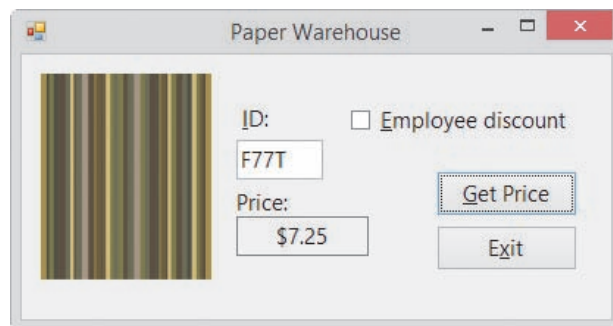 Paper Warehouse
ID:
Employee discount
F77T
Price:
Get Price
$7.25
Exit